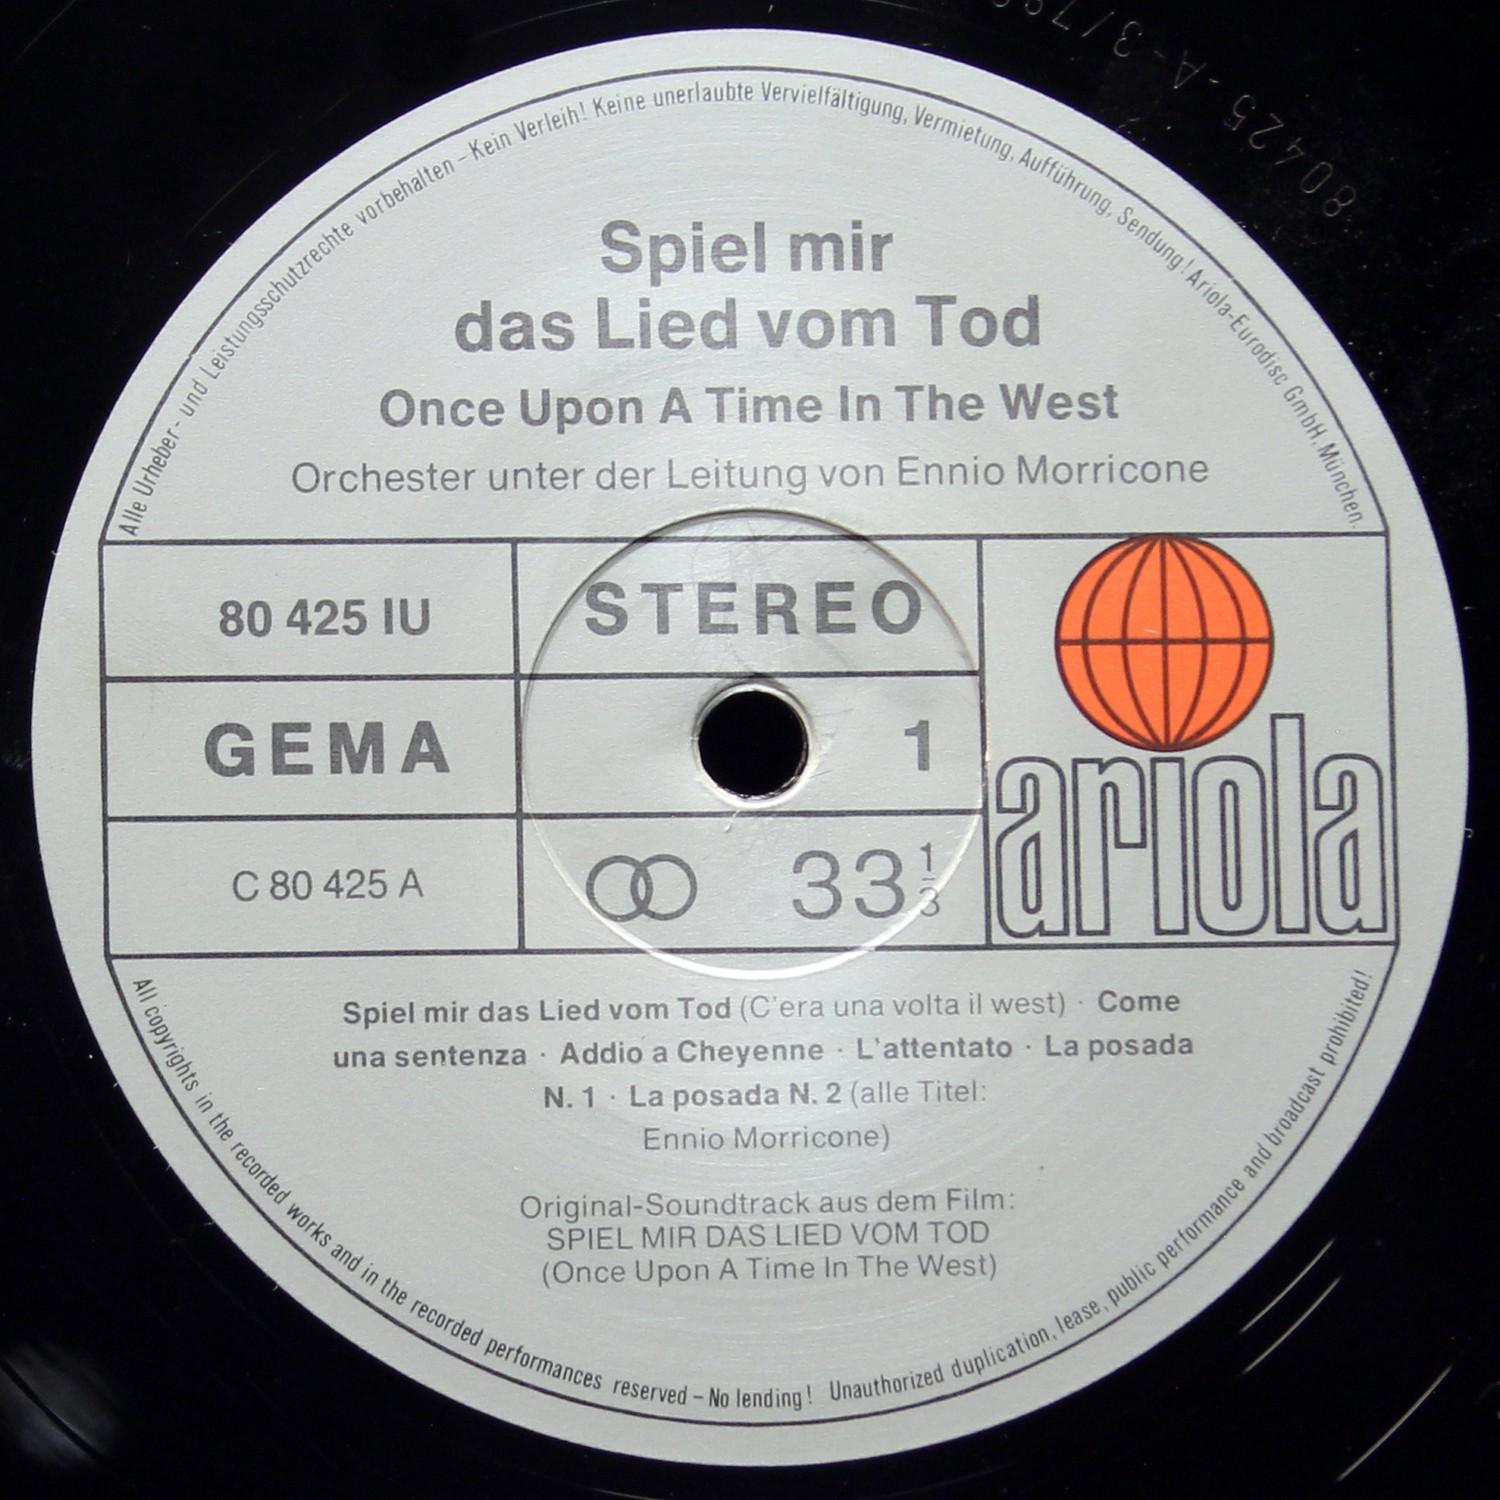 80425-A-3/79
Alle Urheber- und Leistungsschutzrechte vorbehalten – Kein Verleih! Keine unerlaubte Vervielfältigung, Vermietung, Aufführung, Sendung! Ariola-Eurodisc GmbH, München.
Spiel mir
das Lied vom Tod
Once Upon A Time In The West
Orchester unter der Leitung von Ennio Morricone
80 425 IU
STEREO
GEMA
1
C 80 425 A
33 1/3
ariola
Spiel mir das Lied vom Tod (C'era una volta il west) · Come
una sentenza · Addio a Cheyenne · L'attentato · La posada
N. 1 · La posada N. 2 (alle Titel:
Ennio Morricone)
Original-Soundtrack aus dem Film:
SPIEL MIR DAS LIED VOM TOD
(Once Upon A Time In The West)
All copyrights in the recorded works and in the recorded performances reserved – No lending! Unauthorized duplication, lease, public performance and broadcast prohibited!